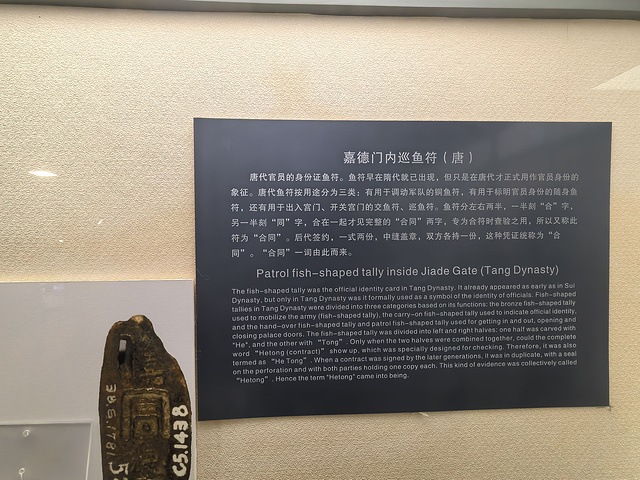 嘉德门内巡鱼符（唐）
唐代官员的身份证鱼符。鱼符早在隋代就已出现，但只是在唐代才正式用作官员身份的
象征。唐代鱼符按用途分为三类：有用于调动军队的铜鱼符，有用于标明官员身份的随身鱼
符，还有用于出入宫门、开关宫门的交鱼符、巡鱼符。鱼符分左右两半，一半刻“合”字，
另一半刻“同”字，合在一起才见完整的“合同”两字，专为合符时查验之用，所以又称此
符为“合同”。后代签约，一式两份，中缝盖章，双方各持一份，这种凭证统称为“合
同”。“合同”一词由此而来。
Patrol fish-shaped tally inside Jiade Gate (Tang Dynasty)
The fish-shaped tally was the official identity card in Tang Dynasty. It already appeared as early as in Sui
Dynasty, but only in Tang Dynasty was it formally used as a symbol of the identity of officials. Fish-shaped
tallies in Tang Dynasty were divided into three categories based on its functions: the bronze fish-shaped tally
used to mobilize the army (fish-shaped tally), the carry-on fish-shaped tally used to indicate official identity,
and the hand-over fish-shaped tally and patrol fish-shaped tally used for getting in and out, opening and
closing palace doors. The fish-shaped tally was divided into left and right halves: one half was carved with
"He", and the other with "Tong". Only when the two halves were combined together, could the complete
word "Hetong (contract)" show up, which was specially designed for checking. Therefore, it was also
termed as "He Tong". When a contract was signed by the later generations, it was in duplicate, with a seal
on the perforation and with both parties holding one copy each. This kind of evidence was collectively called
"Hetong". Hence the term "Hetong" came into being.
C5.1438